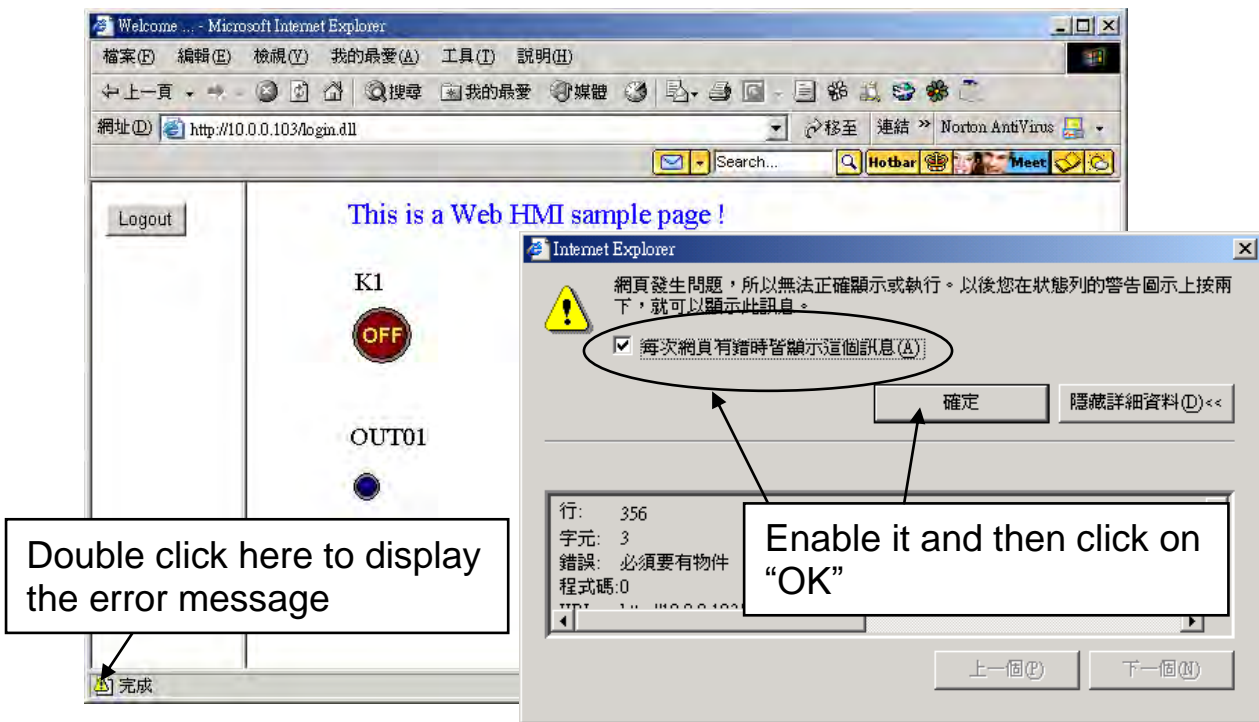 Welcome ... - Microsoft Internet Explorer
檔案(F) 編輯(E) 檢視(V) 我的最愛(A) 工具(T) 說明(H)
上一頁 搜尋 我的最愛 媒體
網址(D) http://10.0.0.103/login.dll 移至 連結 » Norton AntiVirus
Search... Hotbar Meet
Logout
This is a Web HMI sample page !
K1
OFF
OUT01
Internet Explorer
網頁發生問題，所以無法正確顯示或執行。以後您在狀態列的警告圖示上按兩
下，就可以顯示此訊息。
每次網頁有錯時皆顯示這個訊息(A)
確定 隱藏詳細資料(D)<<
行: 356
字元: 3
錯誤: 必須要有物件
程式碼:0
Enable it and then click on
“OK”
Double click here to display
the error message
上一個(P) 下一個(N)
完成